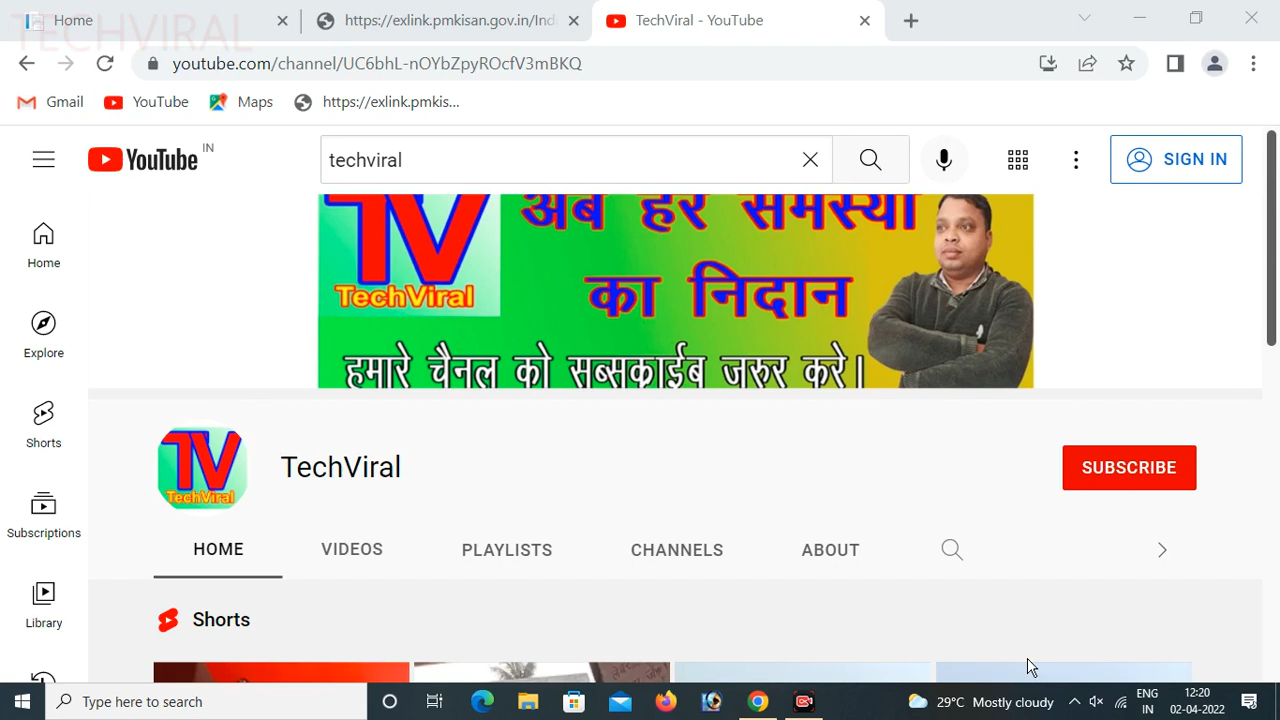 TECHVIRAL
Home
https://exlink.pmkisan.gov.in/Ind
TechViral - YouTube
youtube.com/channel/UC6bhL-nOYbZpyROcfV3mBKQ
Gmail
YouTube
Maps
https://exlink.pmkis...
YouTube IN
techviral
SIGN IN
TV
TechViral
अब हर समस्या
का निदान
हमारे चैनल को सब्सक्राईब जरुर करे।
Home
Explore
Shorts
Subscriptions
Library
TV
TechViral
TechViral
SUBSCRIBE
HOME
VIDEOS
PLAYLISTS
CHANNELS
ABOUT
Shorts
Type here to search
29°C Mostly cloudy
ENG
IN
12:20
02-04-2022